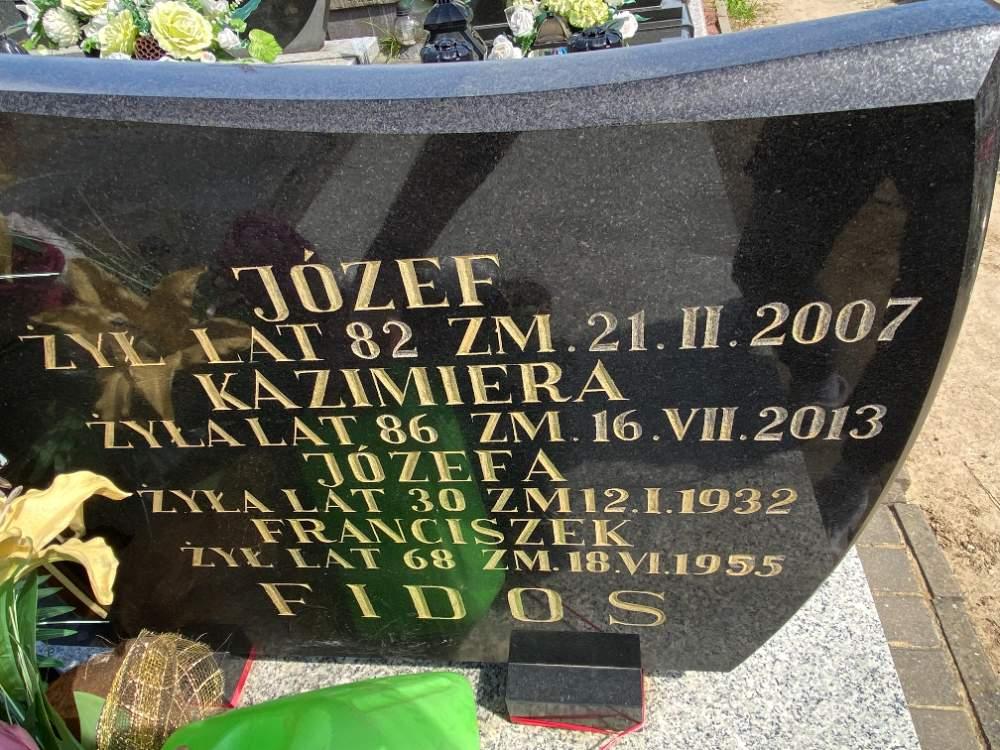 JÓZEF
ŻYŁ LAT 82 ZM. 21. II. 2007
KAZIMIERA
ŻYŁA LAT 86 ZM. 16. VII. 2013
JÓZEFA
ŻYŁA LAT 30 ZM 12.I.1932
FRANCISZEK
ŻYŁ LAT 68 ZM. 18.VI.1955
FIDOS